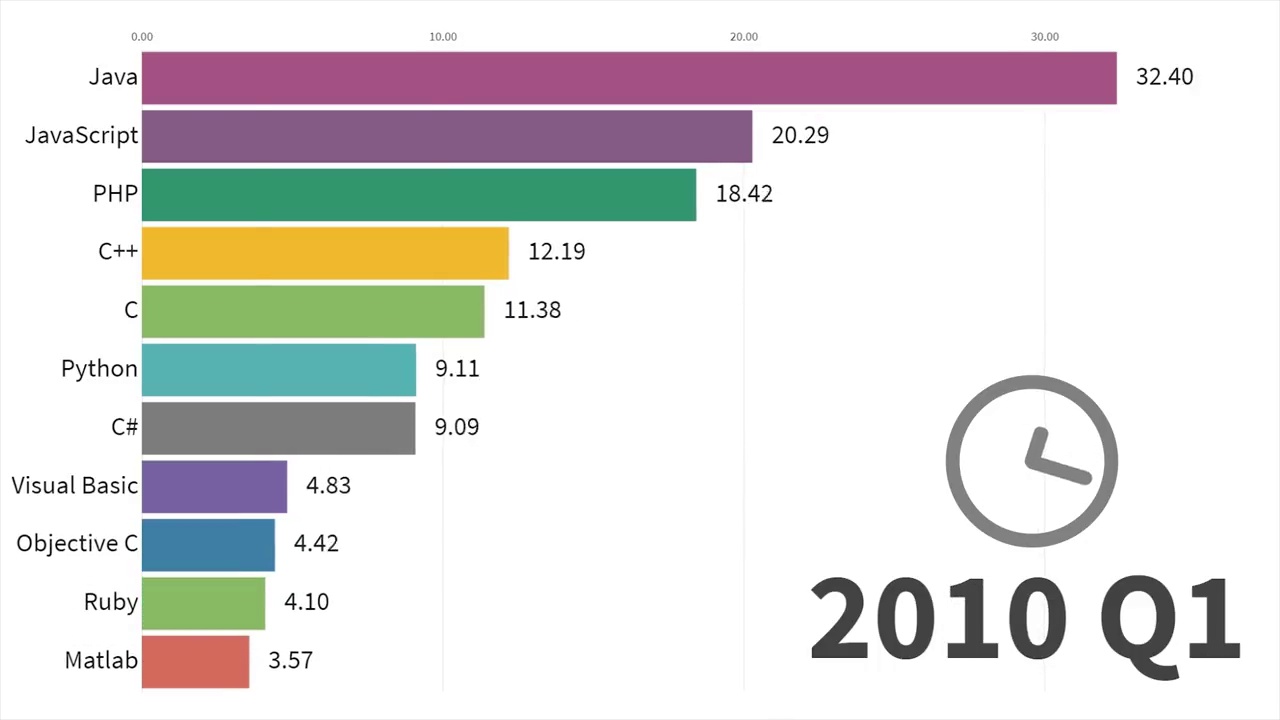 0.00 10.00 20.00 30.00
Java 32.40
JavaScript 20.29
PHP 18.42
C++ 12.19
C 11.38
Python 9.11
C# 9.09
Visual Basic 4.83
Objective C 4.42
Ruby 4.10
Matlab 3.57
2010 Q1